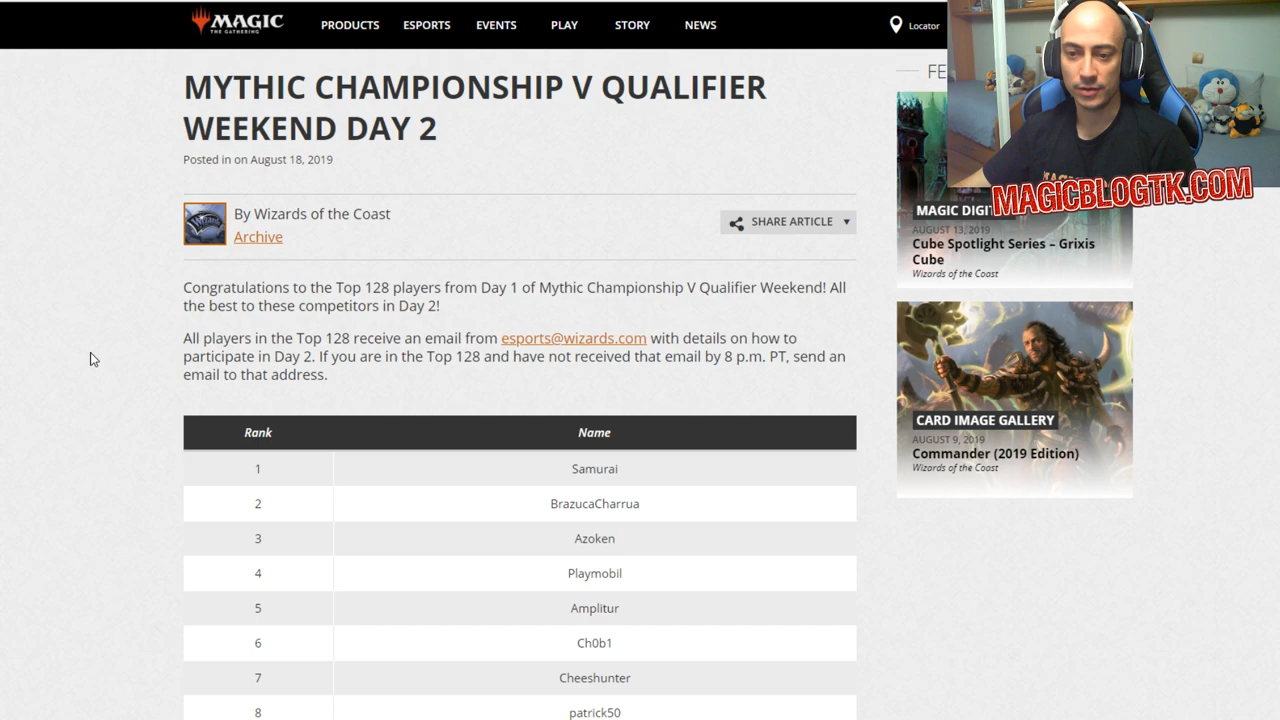 MAGIC
THE GATHERING
PRODUCTS
ESPORTS
EVENTS
PLAY
STORY
NEWS
Locator
MYTHIC CHAMPIONSHIP V QUALIFIER
WEEKEND DAY 2
Posted in on August 18, 2019
By Wizards of the Coast
Archive
SHARE ARTICLE
Congratulations to the Top 128 players from Day 1 of Mythic Championship V Qualifier Weekend! All
the best to these competitors in Day 2!
All players in the Top 128 receive an email from esports@wizards.com with details on how to
participate in Day 2. If you are in the Top 128 and have not received that email by 8 p.m. PT, send an
email to that address.
Rank Name
1 Samurai
2 BrazucaCharrua
3 Azoken
4 Playmobil
5 Amplitur
6 Ch0b1
7 Cheeshunter
8 patrick50
FE
MAGICBLOGTK.COM
MAGIC DIGI
AUGUST 13, 2019
Cube Spotlight Series – Grixis
Cube
Wizards of the Coast
CARD IMAGE GALLERY
AUGUST 9, 2019
Commander (2019 Edition)
Wizards of the Coast